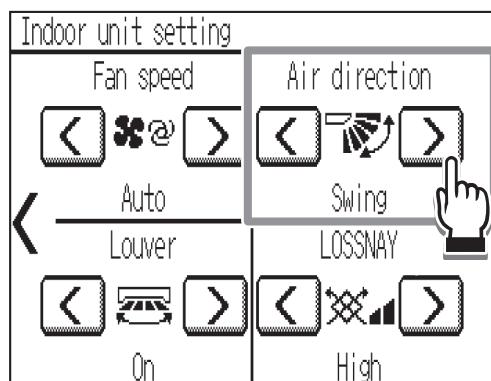 Indoor unit setting
Fan speed
Air direction
Auto
Swing
Louver
LOSSNAY
On
High